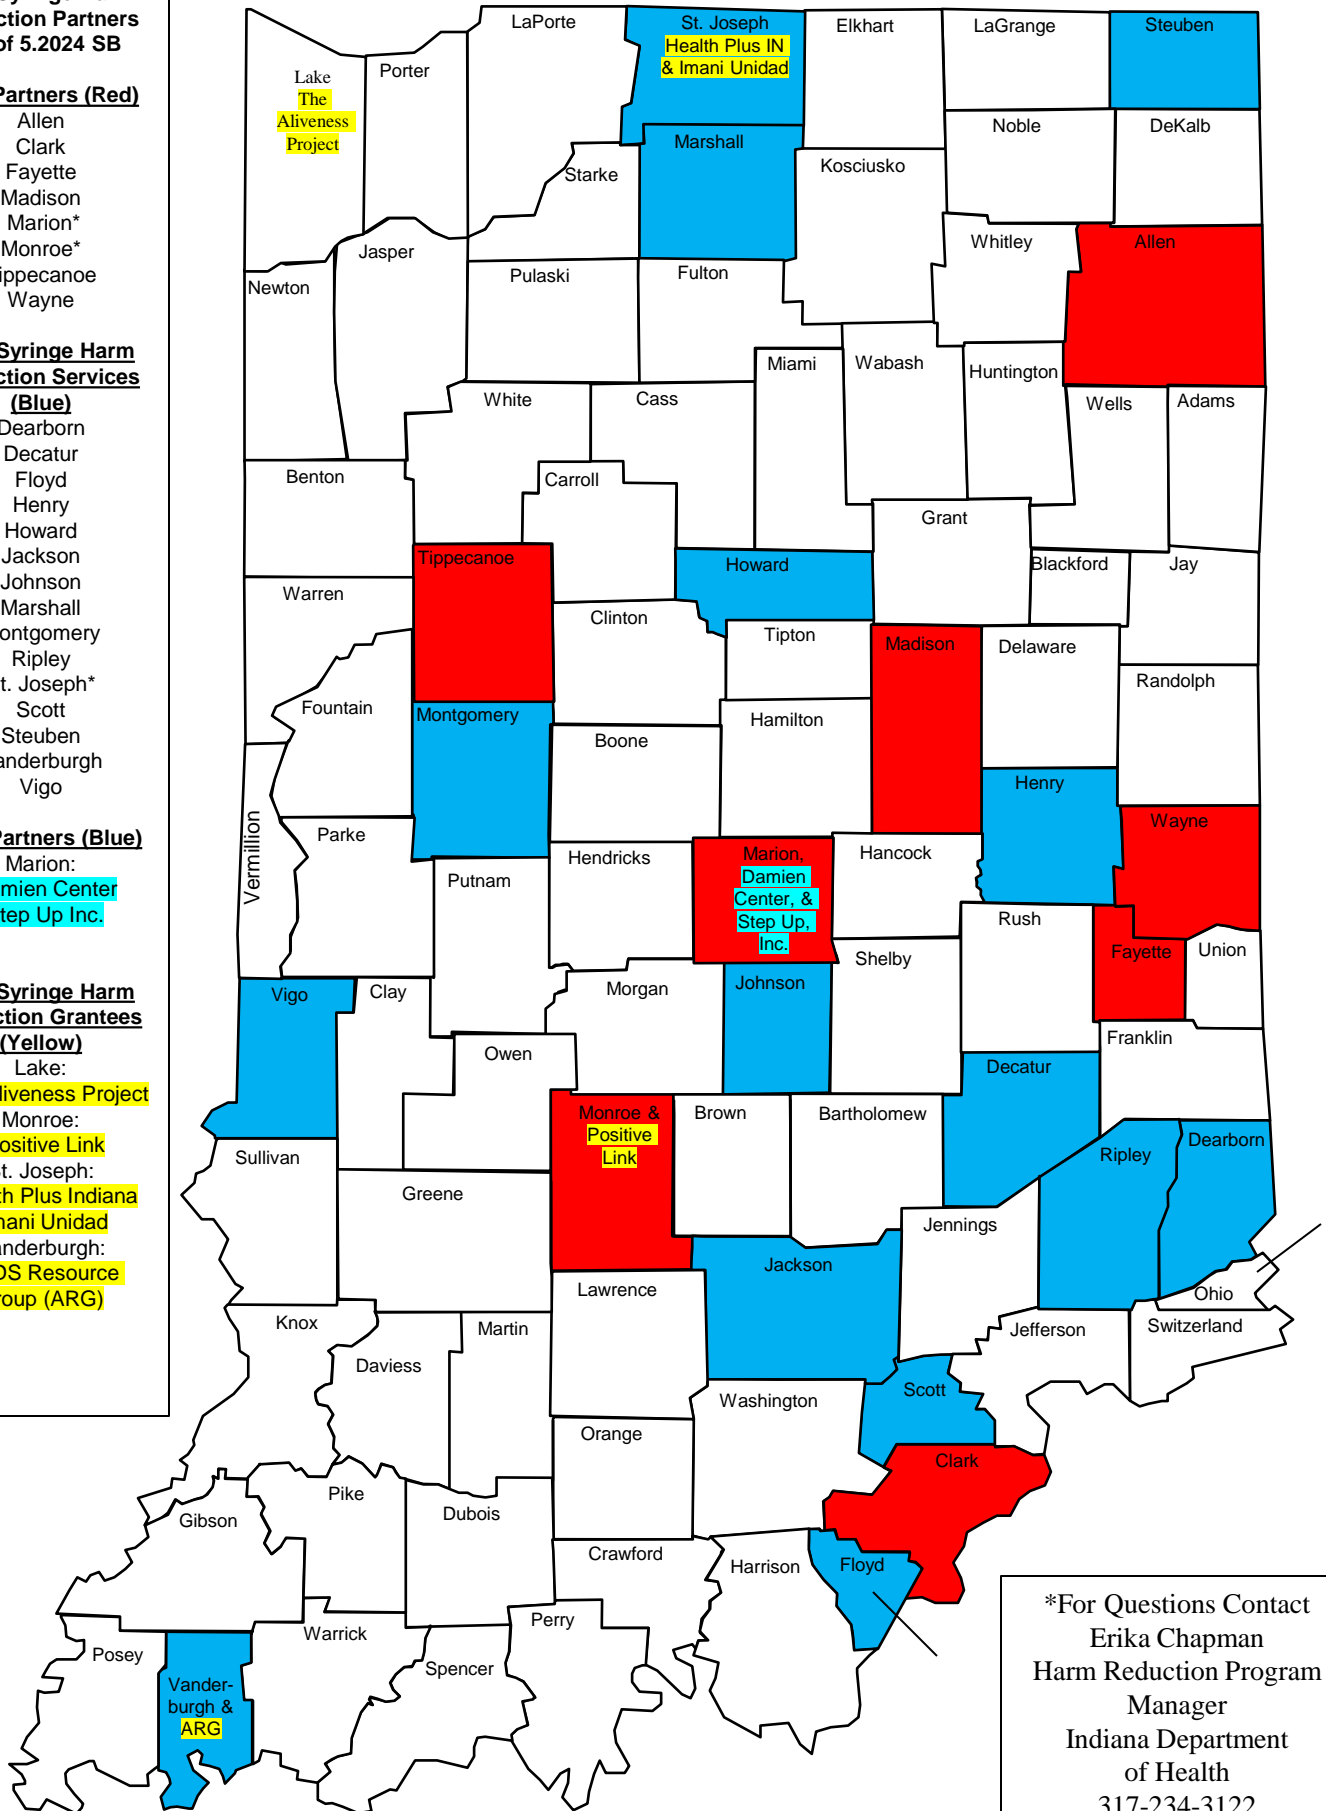 ction Partners
of 5.2024 SB
Partners (Red)
Allen
Clark
Fayette
Madison
Marion*
Monroe*
ippecanoe
Wayne
Syringe Harm
ction Services
(Blue)
Dearborn
Decatur
Floyd
Henry
Howard
Jackson
Johnson
Marshall
ontgomery
Ripley
t. Joseph*
Scott
Steuben
anderburgh
Vigo
Partners (Blue)
Marion:
mien Center
tep Up Inc.
Syringe Harm
ction Grantees
(Yellow)
Lake:
liveness Project
Monroe:
ositive Link
t. Joseph:
th Plus Indiana
mani Unidad
anderburgh:
DS Resource
roup (ARG)
LaPorte
St. Joseph
Health Plus IN
& Imani Unidad
Elkhart
LaGrange
Steuben
Lake
The
Aliveness
Project
Porter
Noble
DeKalb
Marshall
Kosciusko
Starke
Whitley
Allen
Jasper
Newton
Pulaski
Fulton
Miami
Wabash
Huntington
Wells
Adams
White
Cass
Benton
Carroll
Grant
Tippecanoe
Howard
Blackford
Jay
Warren
Clinton
Tipton
Madison
Delaware
Randolph
Fountain
Montgomery
Boone
Hamilton
Henry
Wayne
Vermillion
Parke
Putnam
Hendricks
Marion,
Damien
Center, &
Step Up,
Inc.
Hancock
Rush
Fayette
Union
Shelby
Vigo
Clay
Morgan
Johnson
Franklin
Owen
Decatur
Monroe &
Positive
Link
Brown
Bartholomew
Ripley
Dearborn
Sullivan
Greene
Jennings
Jackson
Lawrence
Ohio
Knox
Martin
Jefferson
Switzerland
Daviess
Washington
Scott
Orange
Clark
Pike
Dubois
Gibson
Crawford
Harrison
Floyd
Perry
Warrick
Posey
Spencer
Vander-
burgh &
ARG
*For Questions Contact
Erika Chapman
Harm Reduction Program
Manager
Indiana Department
of Health
317-234-3122